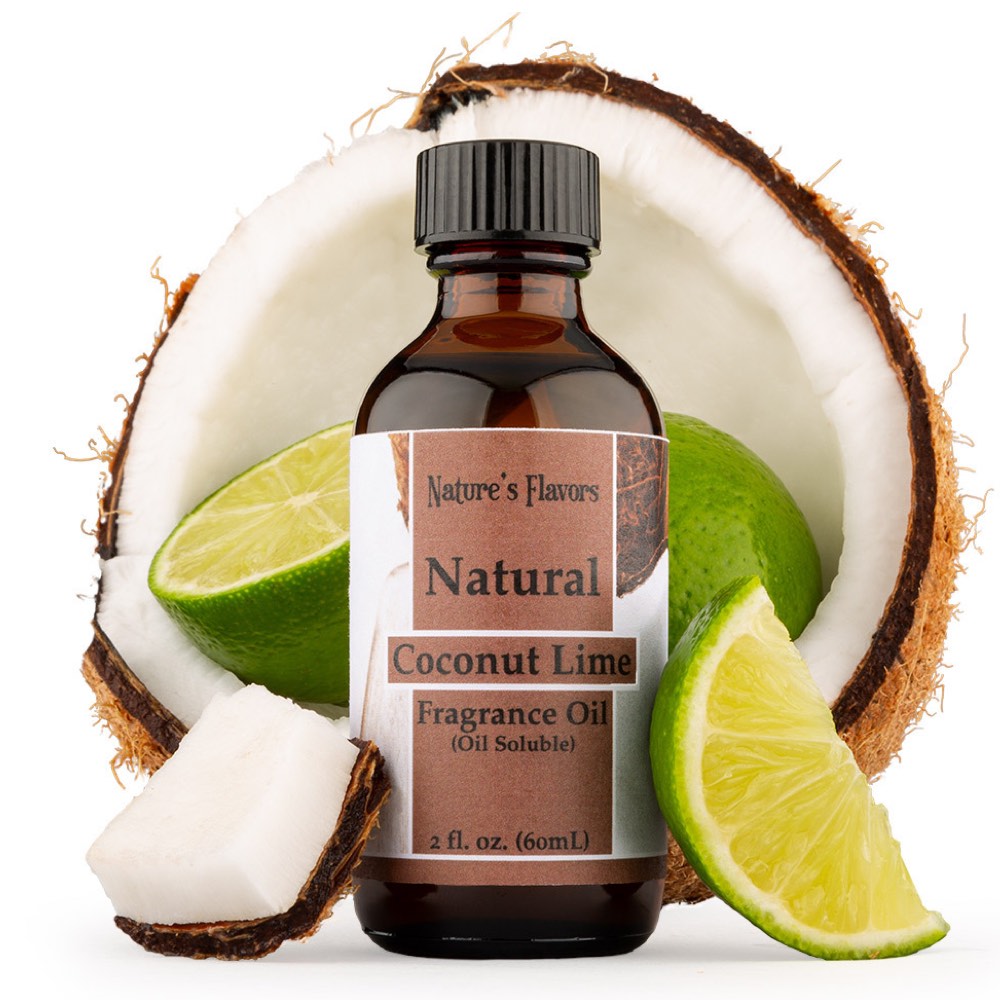 Nature's Flavors
Natural
Coconut Lime
Fragrance Oil
(Oil Soluble)
2 fl. oz. (60mL)